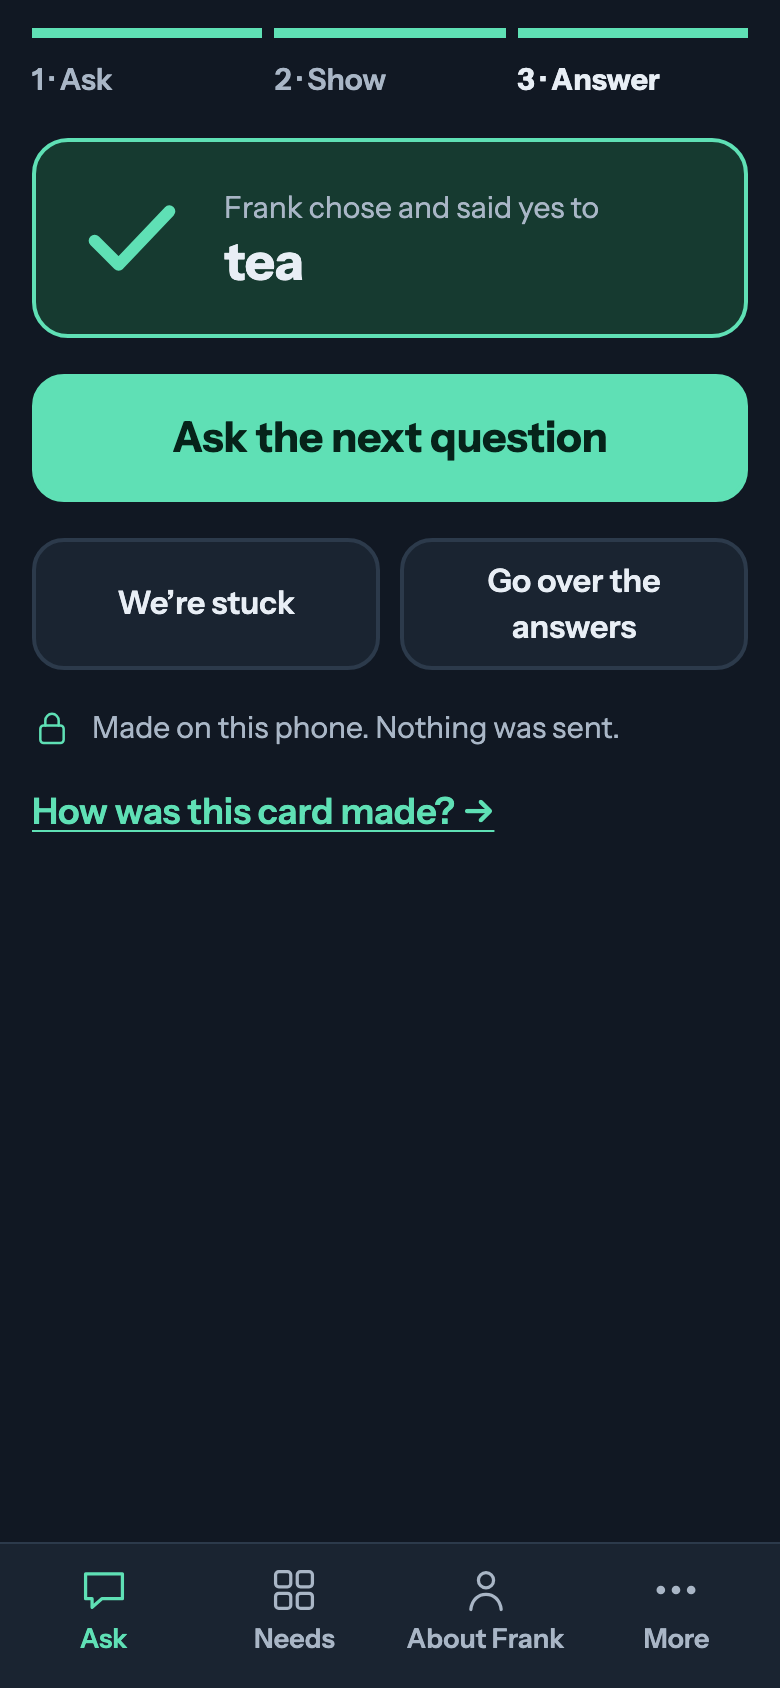 1 · Ask
2 · Show
3 · Answer
Frank chose and said yes to
tea
Ask the next question
We’re stuck
Go over the
answers
Made on this phone. Nothing was sent.
How was this card made? →
Ask
Needs
About Frank
More